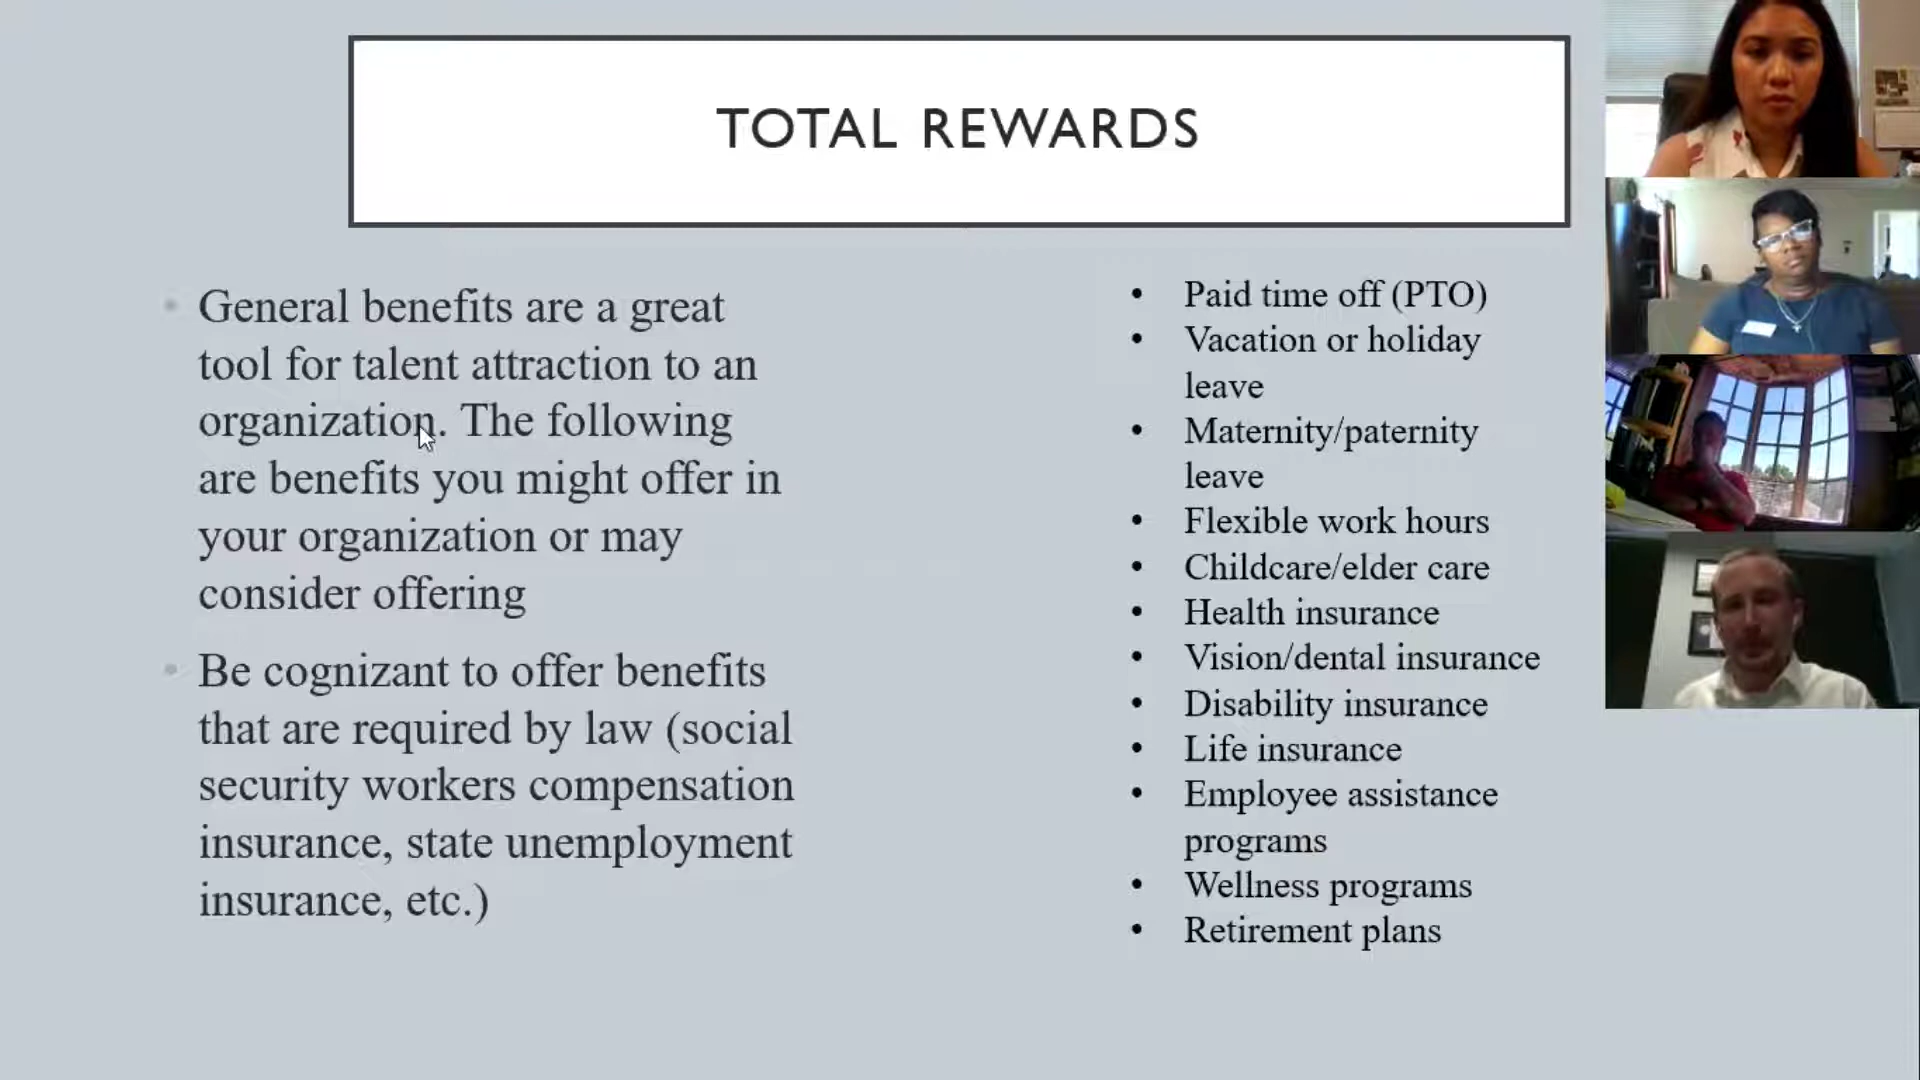 TOTAL REWARDS
• General benefits are a great
tool for talent attraction to an
organization. The following
are benefits you might offer in
your organization or may
consider offering
• Be cognizant to offer benefits
that are required by law (social
security workers compensation
insurance, state unemployment
insurance, etc.)
• Paid time off (PTO)
• Vacation or holiday
leave
• Maternity/paternity
leave
• Flexible work hours
• Childcare/elder care
• Health insurance
• Vision/dental insurance
• Disability insurance
• Life insurance
• Employee assistance
programs
• Wellness programs
• Retirement plans